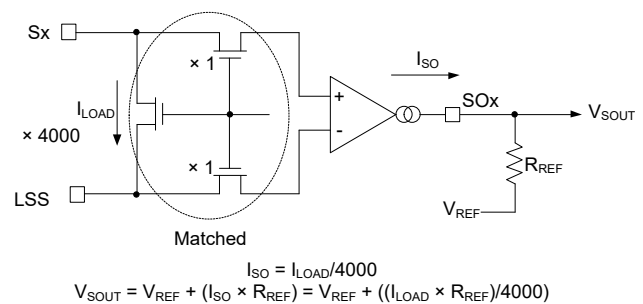 Sx
× 1
I_SO
I_LOAD
+
SOx
V_SOUT
× 4000
-
× 1
R_REF
LSS
V_REF
Matched
I_SO = I_LOAD/4000
V_SOUT = V_REF + (I_SO × R_REF) = V_REF + ((I_LOAD × R_REF)/4000)